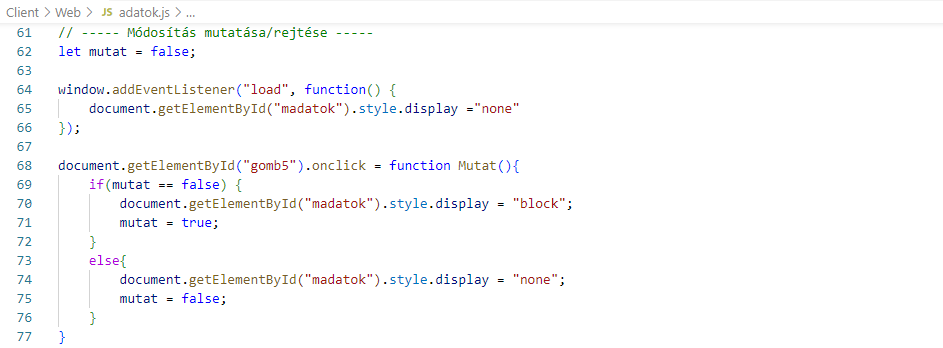 Client > Web > JS adatok.js > ...
61 // ----- Módosítás mutatása/rejtése -----
62 let mutat = false;
63
64 window.addEventListener("load", function() {
65     document.getElementById("madatok").style.display ="none"
66 });
67
68 document.getElementById("gomb5").onclick = function Mutat(){
69     if(mutat == false) {
70         document.getElementById("madatok").style.display = "block";
71         mutat = true;
72     }
73     else{
74         document.getElementById("madatok").style.display = "none";
75         mutat = false;
76     }
77 }